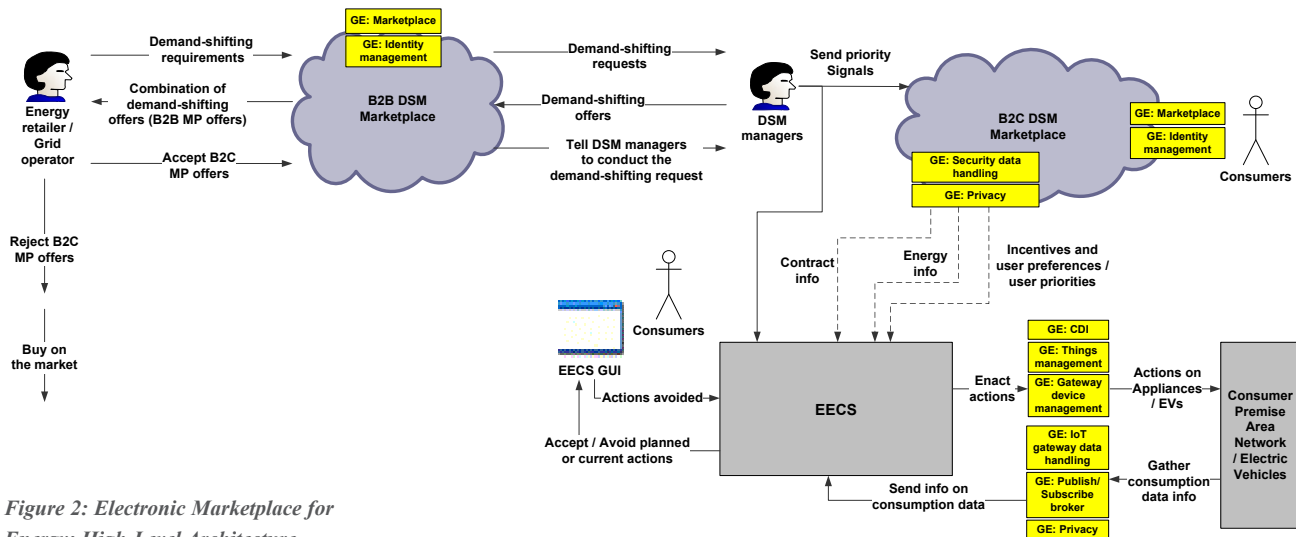 GE: Marketplace
GE: Identity
management
B2B DSM
Marketplace
Demand-shifting
requirements
Combination of
demand-shifting
offers (B2B MP offers)
Energy
retailer /
Grid
operator
Accept B2C
MP offers
Reject B2C
MP offers
Buy on
the market
Demand-shifting
requests
Demand-shifting
offers
Tell DSM managers
to conduct the
demand-shifting request
DSM
managers
Send priority
Signals
B2C DSM
Marketplace
GE: Marketplace
GE: Identity
management
Consumers
GE: Security data
handling
GE: Privacy
Contract
info
Energy
info
Incentives and
user preferences /
user priorities
Consumers
EECS GUI
Actions avoided
Accept / Avoid planned
or current actions
EECS
Enact
actions
GE: CDI
GE: Things
management
GE: Gateway
device
management
Actions on
Appliances
/ EVs
Consumer
Premise
Area
Network
/ Electric
Vehicles
GE: IoT
gateway data
handling
GE: Publish/
Subscribe
broker
GE: Privacy
Gather
consumption
data info
Send info on
consumption data
Figure 2: Electronic Marketplace for
Energy High Level Architecture